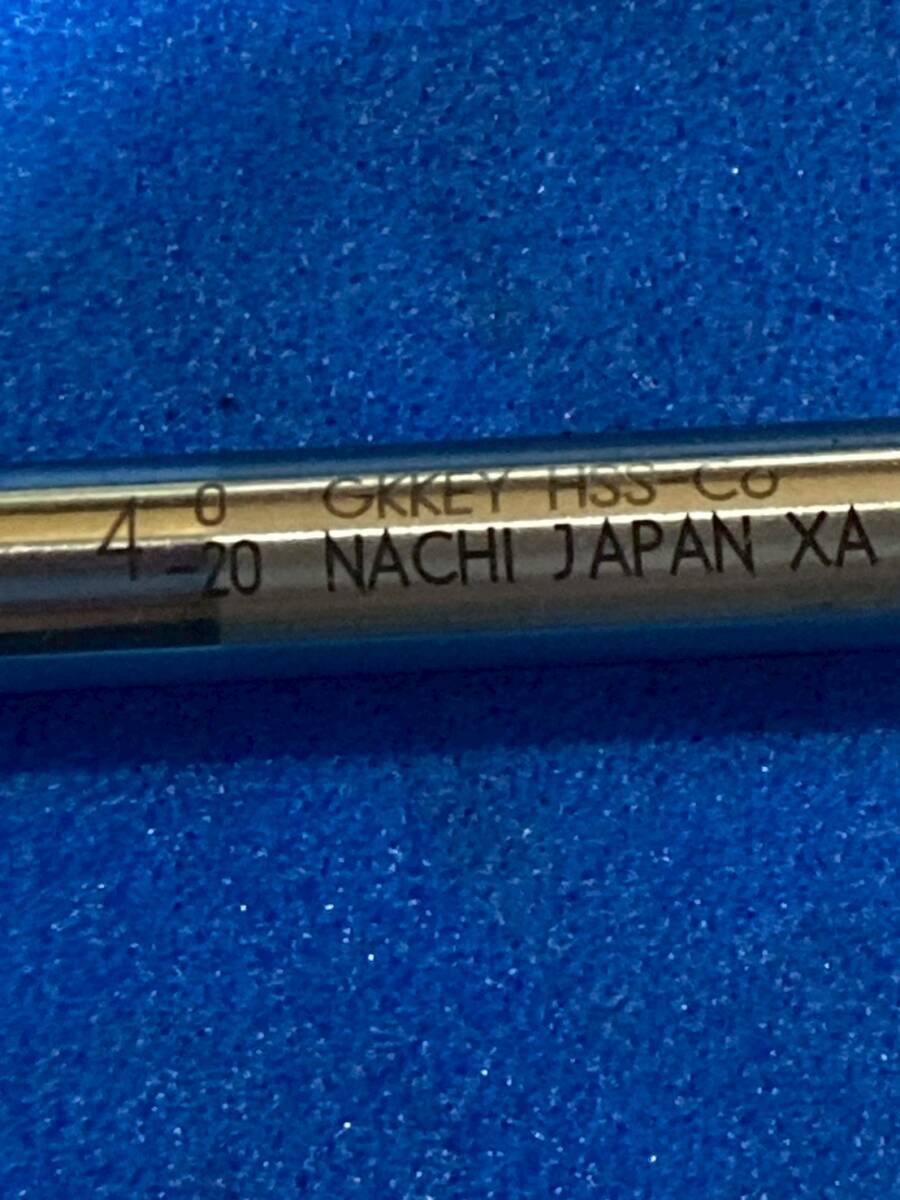 4 0 -20
GKKEY HSS-Co
NACHI JAPAN XA